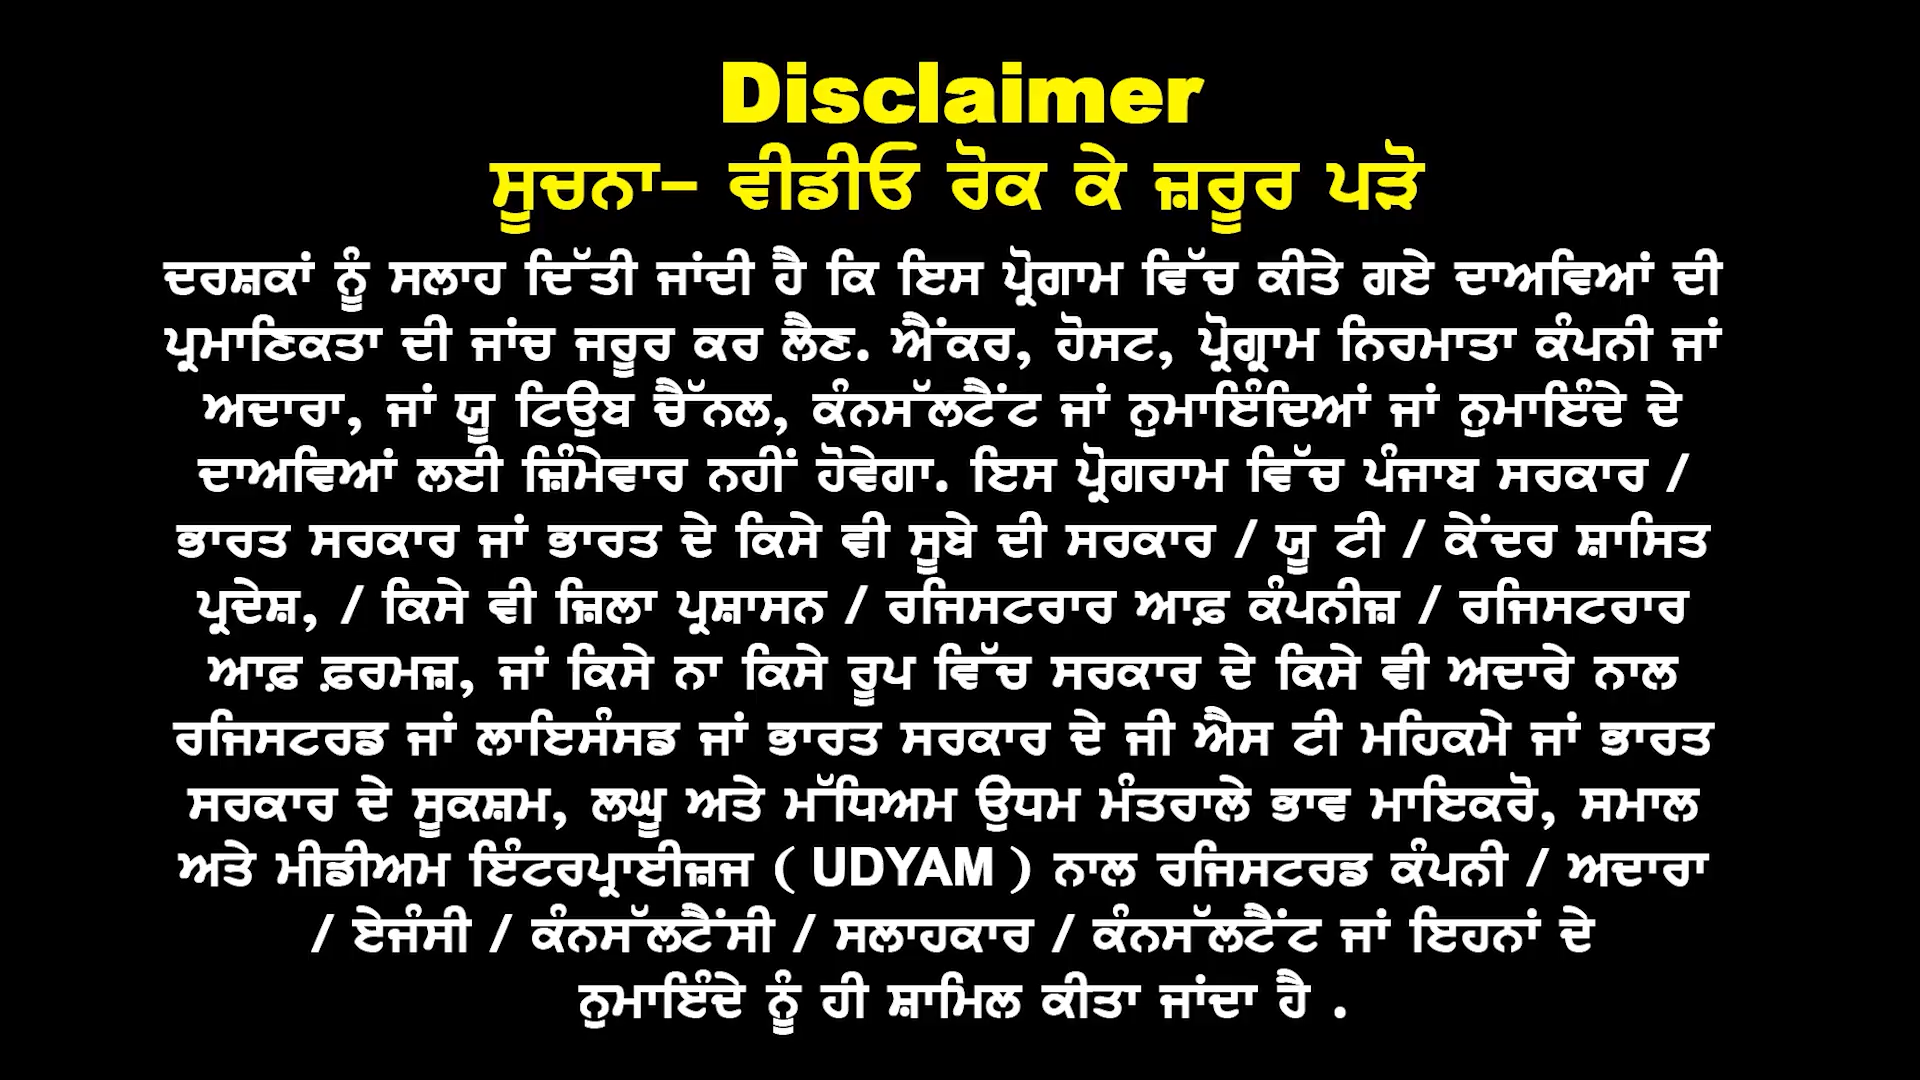 Disclaimer
ਸੂਚਨਾ- ਵੀਡੀਓ ਰੋਕ ਕੇ ਜ਼ਰੂਰ ਪੜੋ
ਦਰਸ਼ਕਾਂ ਨੂੰ ਸਲਾਹ ਦਿੱਤੀ ਜਾਂਦੀ ਹੈ ਕਿ ਇਸ ਪ੍ਰੋਗਾਮ ਵਿੱਚ ਕੀਤੇ ਗਏ ਦਾਅਵਿਆਂ ਦੀ
ਪ੍ਰਮਾਣਿਕਤਾ ਦੀ ਜਾਂਚ ਜਰੂਰ ਕਰ ਲੈਣ. ਐਂਕਰ, ਹੋਸਟ, ਪ੍ਰੋਗ੍ਰਾਮ ਨਿਰਮਾਤਾ ਕੰਪਨੀ ਜਾਂ
ਅਦਾਰਾ, ਜਾਂ ਯੂ ਟਿਉਬ ਚੈੱਨਲ, ਕੰਨਸੱਲਟੈਂਟ ਜਾਂ ਨੁਮਾਇੰਦਿਆਂ ਜਾਂ ਨੁਮਾਇੰਦੇ ਦੇ
ਦਾਅਵਿਆਂ ਲਈ ਜ਼ਿੰਮੇਵਾਰ ਨਹੀਂ ਹੋਵੇਗਾ. ਇਸ ਪ੍ਰੋਗਰਾਮ ਵਿੱਚ ਪੰਜਾਬ ਸਰਕਾਰ /
ਭਾਰਤ ਸਰਕਾਰ ਜਾਂ ਭਾਰਤ ਦੇ ਕਿਸੇ ਵੀ ਸੂਬੇ ਦੀ ਸਰਕਾਰ / ਯੂ ਟੀ / ਕੇਂਦਰ ਸ਼ਾਸਿਤ
ਪ੍ਰਦੇਸ਼, / ਕਿਸੇ ਵੀ ਜ਼ਿਲਾ ਪ੍ਰਸ਼ਾਸਨ / ਰਜਿਸਟਰਾਰ ਆਫ਼ ਕੰਪਨੀਜ਼ / ਰਜਿਸਟਰਾਰ
ਆਫ਼ ਫ਼ਰਮਜ਼, ਜਾਂ ਕਿਸੇ ਨਾ ਕਿਸੇ ਰੂਪ ਵਿੱਚ ਸਰਕਾਰ ਦੇ ਕਿਸੇ ਵੀ ਅਦਾਰੇ ਨਾਲ
ਰਜਿਸਟਰਡ ਜਾਂ ਲਾਇਸੰਸਡ ਜਾਂ ਭਾਰਤ ਸਰਕਾਰ ਦੇ ਜੀ ਐਸ ਟੀ ਮਹਿਕਮੇ ਜਾਂ ਭਾਰਤ
ਸਰਕਾਰ ਦੇ ਸੂਕਸ਼ਮ, ਲਘੂ ਅਤੇ ਮੱਧਿਅਮ ਉਧਮ ਮੰਤਰਾਲੇ ਭਾਵ ਮਾਇਕਰੋ, ਸਮਾਲ
ਅਤੇ ਮੀਡੀਅਮ ਇੰਟਰਪ੍ਰਾਈਜ਼ਜ ( UDYAM ) ਨਾਲ ਰਜਿਸਟਰਡ ਕੰਪਨੀ / ਅਦਾਰਾ
/ ਏਜੰਸੀ / ਕੰਨਸੱਲਟੈਂਸੀ / ਸਲਾਹਕਾਰ / ਕੰਨਸੱਲਟੈਂਟ ਜਾਂ ਇਹਨਾਂ ਦੇ
ਨੁਮਾਇੰਦੇ ਨੂੰ ਹੀ ਸ਼ਾਮਿਲ ਕੀਤਾ ਜਾਂਦਾ ਹੈ .